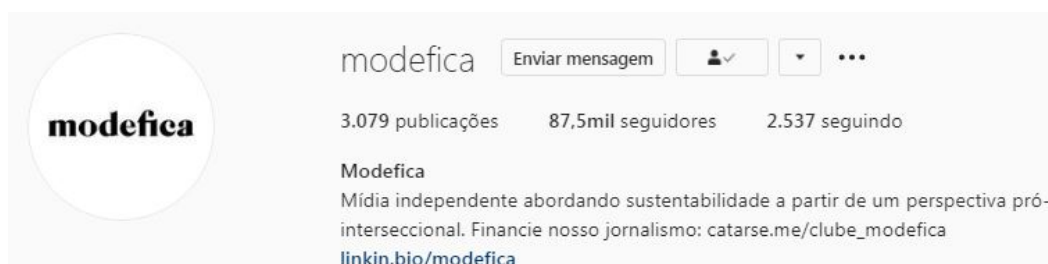 modefica
modefica Enviar mensagem
3.079 publicações 87,5mil seguidores 2.537 seguindo
Modefica
Mídia independente abordando sustentabilidade a partir de um perspectiva pró-
interseccional. Financie nosso jornalismo: catarse.me/clube_modefica
linkin.bio/modefica